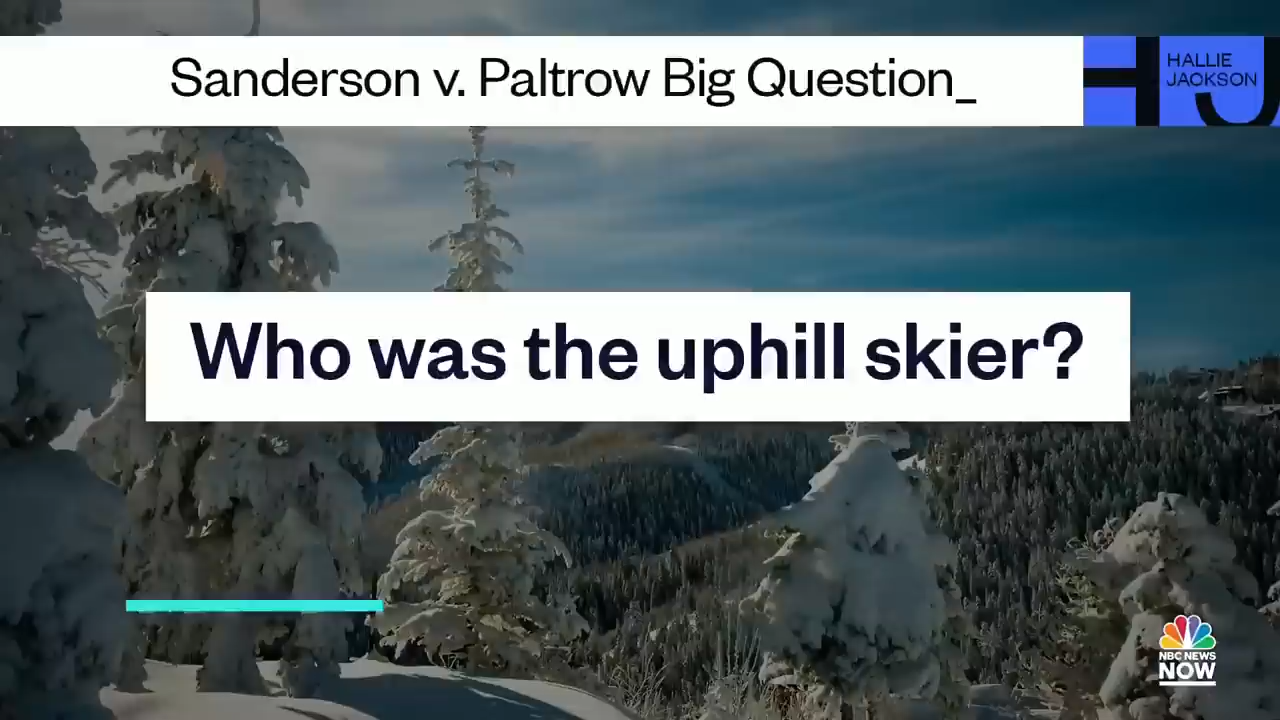 Sanderson v. Paltrow Big Question_
HALLIE
JACKSON
Who was the uphill skier?
NBC NEWS
NOW